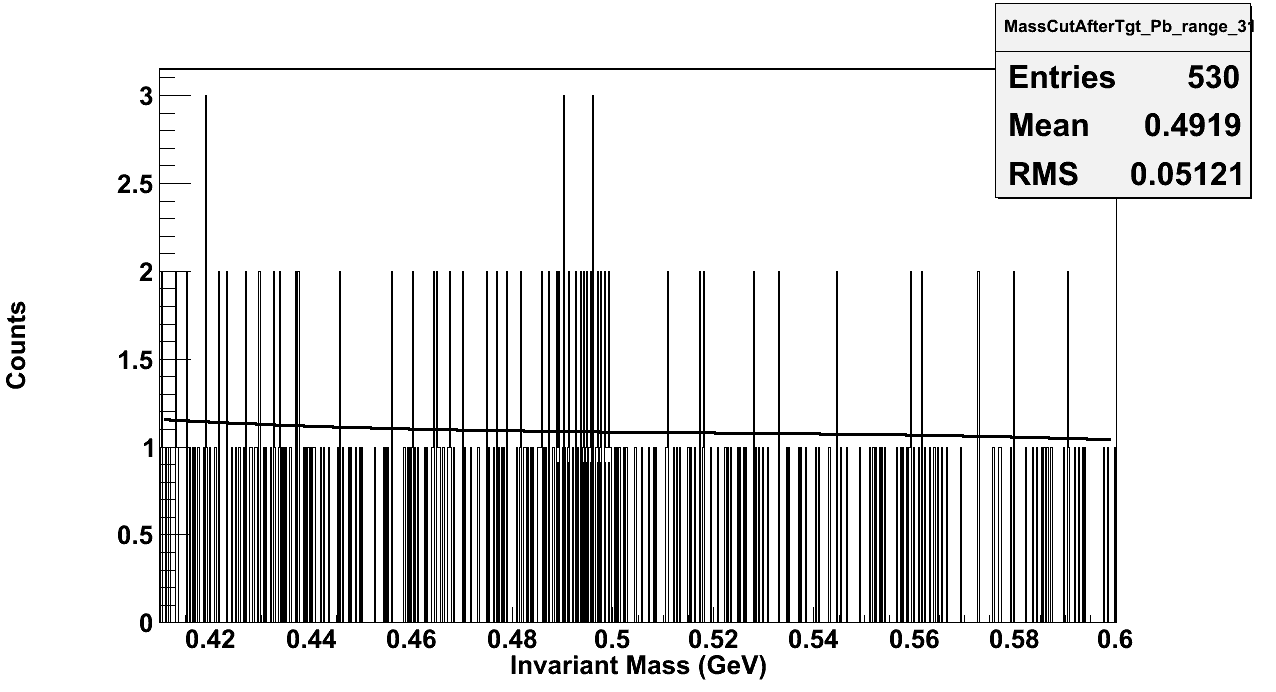 MassCutAfterTgt_Pb_range_31
Entries 530
Mean 0.4919
RMS 0.05121
3
2.5
2
1.5
1
0.5
0
Counts
0.42 0.44 0.46 0.48 0.5 0.52 0.54 0.56 0.58 0.6
Invariant Mass (GeV)